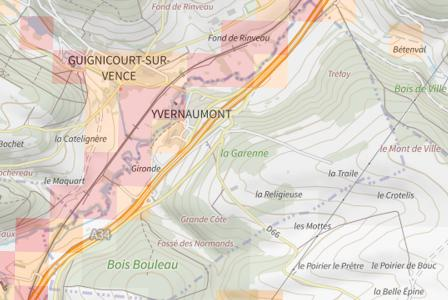 Fond de Rinveau
Fond de Rinveau
Bétenval
GUIGNICOURT-SUR-
VENCE
Tréfoy
Bois de Ville
YVERNAUMONT
la Catelignère
Bochet
la Garenne
le Mont de Ville
Gironde
la Traile
le Maquart
la Religieuse
le Crotelis
Grande Côte
les Mottes
A34
D66
Fossé des Normands
Bois Bouleau
le Poirier le Prêtre
le Poirier de Bouc
la Belle Épine